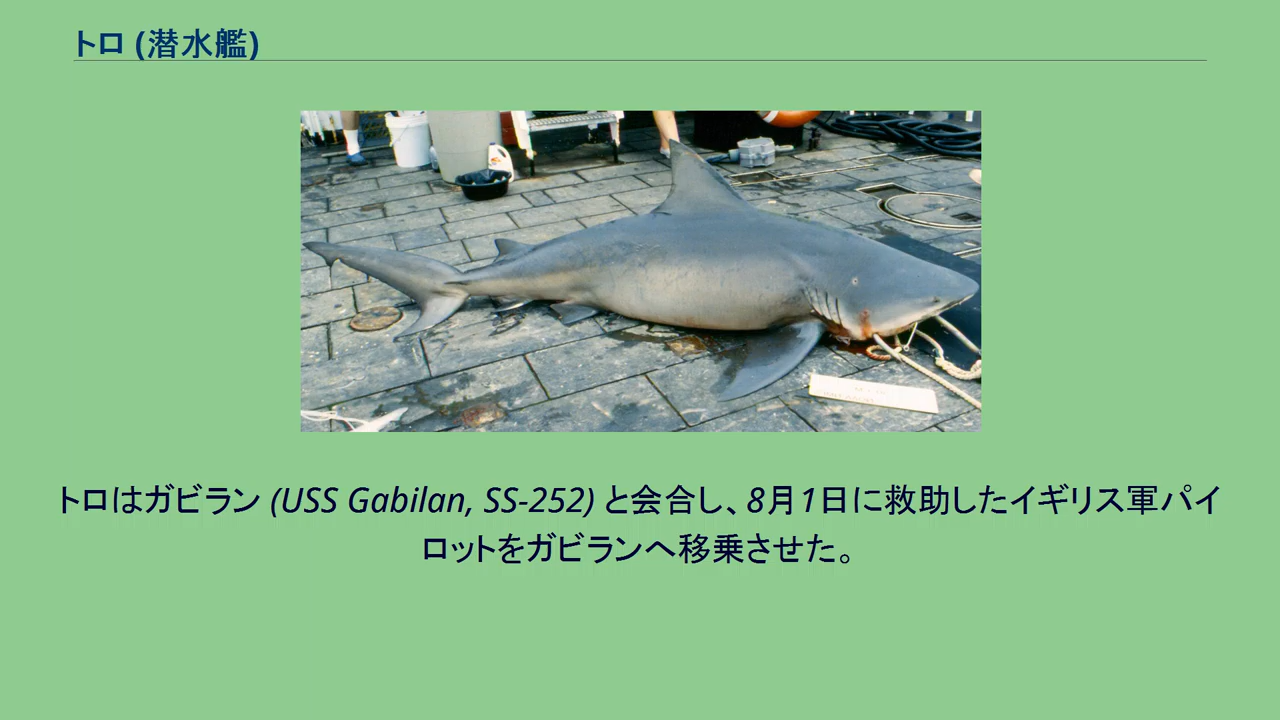 トロ (潜水艦)
トロはガビラン (USS Gabilan, SS-252) と会合し、8月1日に救助したイギリス軍パイ
ロットをガビランへ移乗させた。